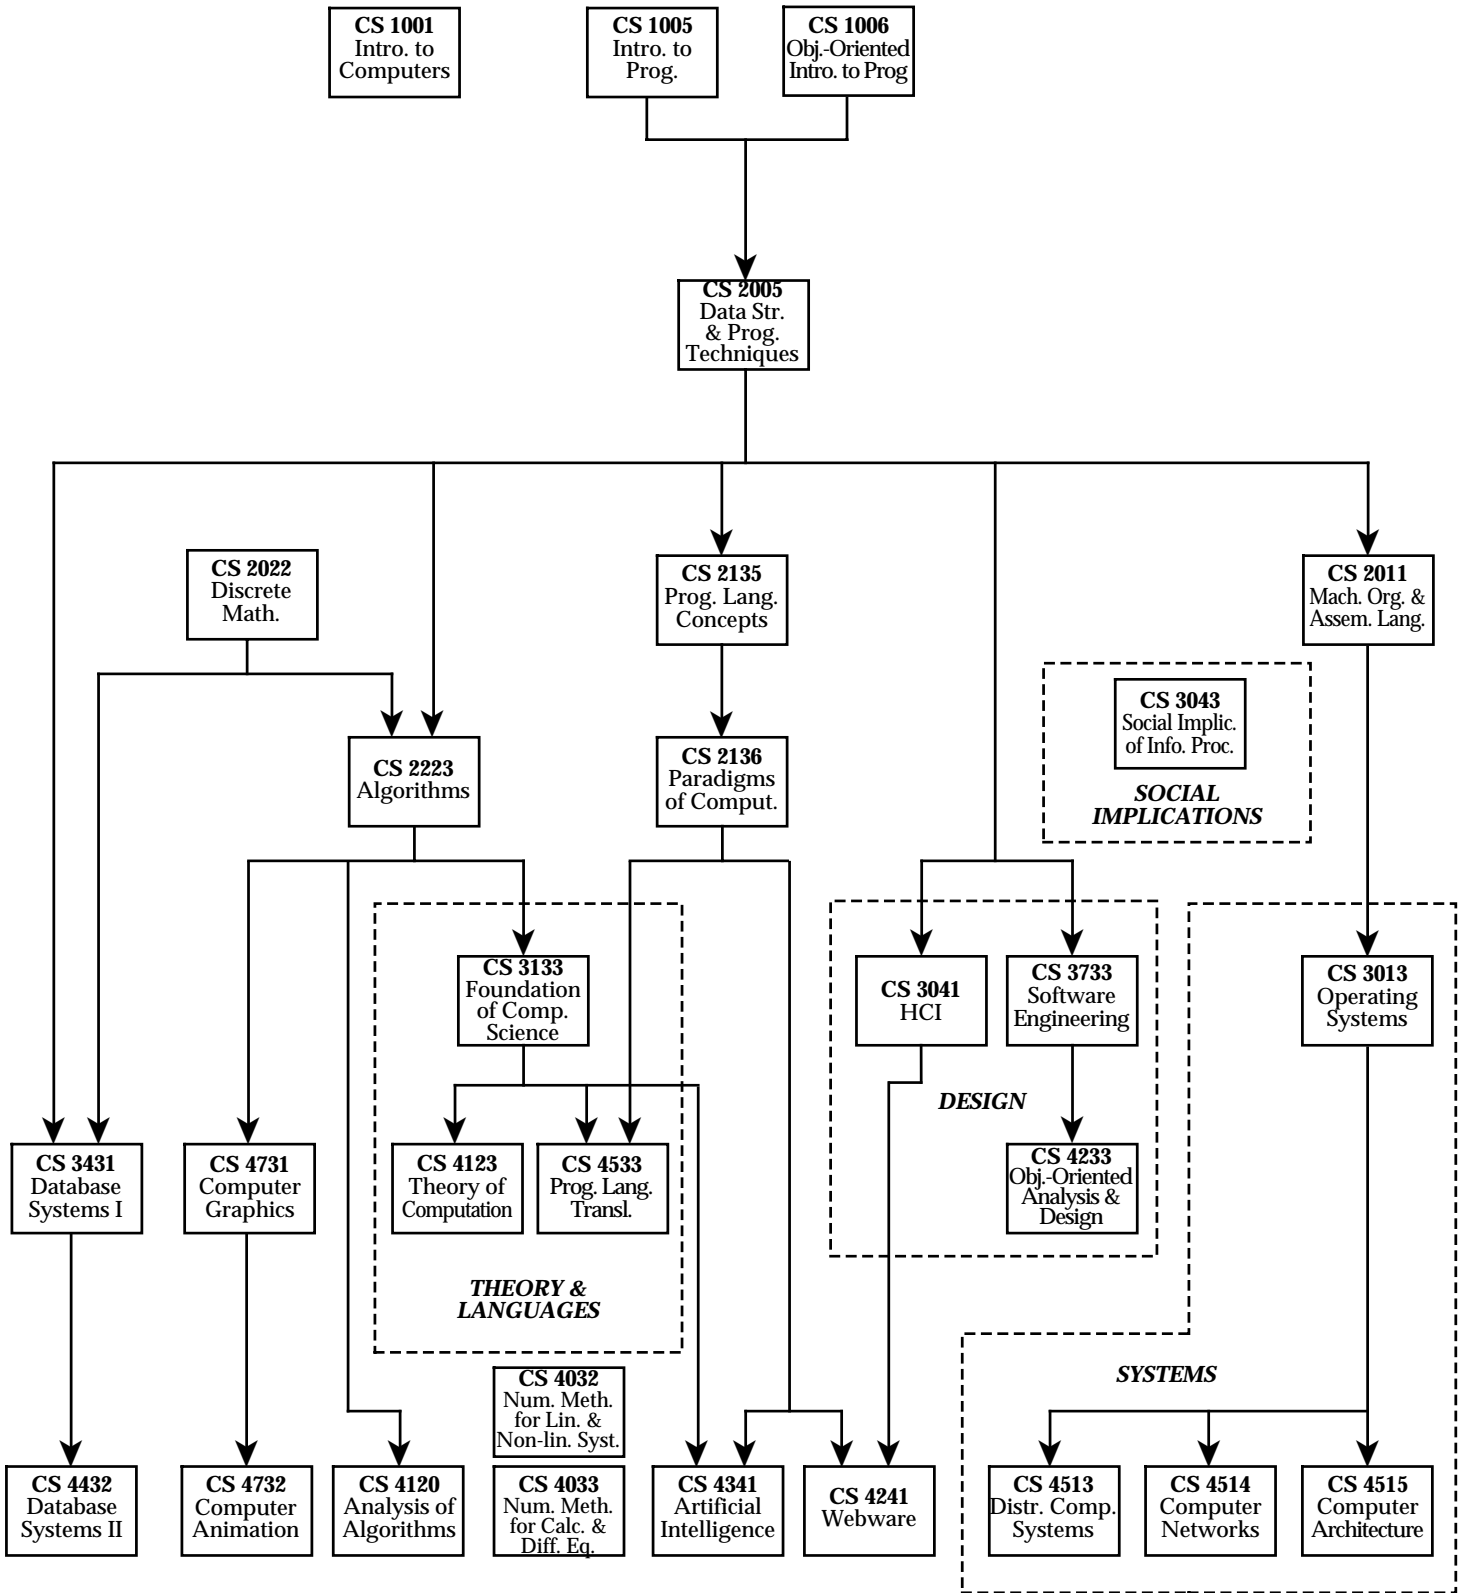 CS 1001
Intro. to
Computers
CS 1005
Intro. to
Prog.
CS 1006
Obj.-Oriented
Intro. to Prog
CS 2005
Data Str.
& Prog.
Techniques
CS 2022
Discrete
Math.
CS 2135
Prog. Lang.
Concepts
CS 2011
Mach. Org. &
Assem. Lang.
CS 3043
Social Implic.
of Info. Proc.
SOCIAL
IMPLICATIONS
CS 2223
Algorithms
CS 2136
Paradigms
of Comput.
CS 3133
Foundation
of Comp.
Science
CS 3041
HCI
CS 3733
Software
Engineering
CS 3013
Operating
Systems
DESIGN
CS 3431
Database
Systems I
CS 4731
Computer
Graphics
CS 4123
Theory of
Computation
CS 4533
Prog. Lang.
Transl.
CS 4233
Obj.-Oriented
Analysis &
Design
THEORY &
LANGUAGES
SYSTEMS
CS 4032
Num. Meth.
for Lin. &
Non-lin. Syst.
CS 4432
Database
Systems II
CS 4732
Computer
Animation
CS 4120
Analysis of
Algorithms
CS 4033
Num. Meth.
for Calc. &
Diff. Eq.
CS 4341
Artificial
Intelligence
CS 4241
Webware
CS 4513
Distr. Comp.
Systems
CS 4514
Computer
Networks
CS 4515
Computer
Architecture